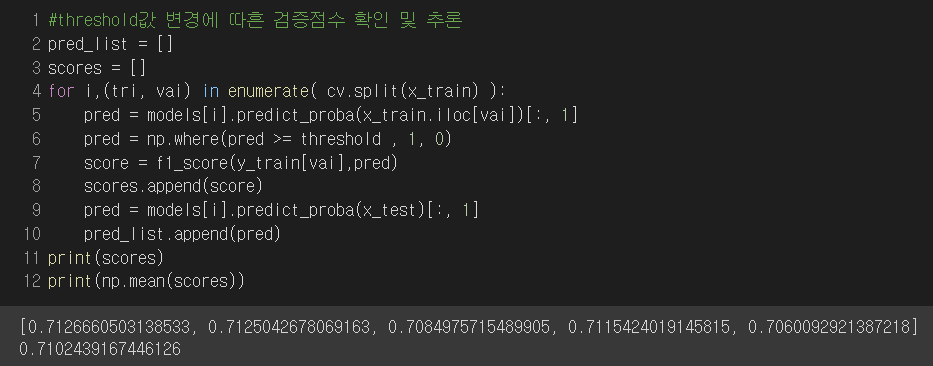 1 #threshold값 변경에 따른 검증점수 확인 및 추론
2 pred_list = []
3 scores = []
4 for i,(tri, vai) in enumerate( cv.split(x_train) ):
5     pred = models[i].predict_proba(x_train.iloc[vai])[:, 1]
6     pred = np.where(pred >= threshold , 1, 0)
7     score = f1_score(y_train[vai],pred)
8     scores.append(score)
9     pred = models[i].predict_proba(x_test)[:, 1]
10     pred_list.append(pred)
11 print(scores)
12 print(np.mean(scores))
[0.7126660503138533, 0.7125042678069163, 0.7084975715489905, 0.7115424019145815, 0.7060092921387218]
0.7102439167446126